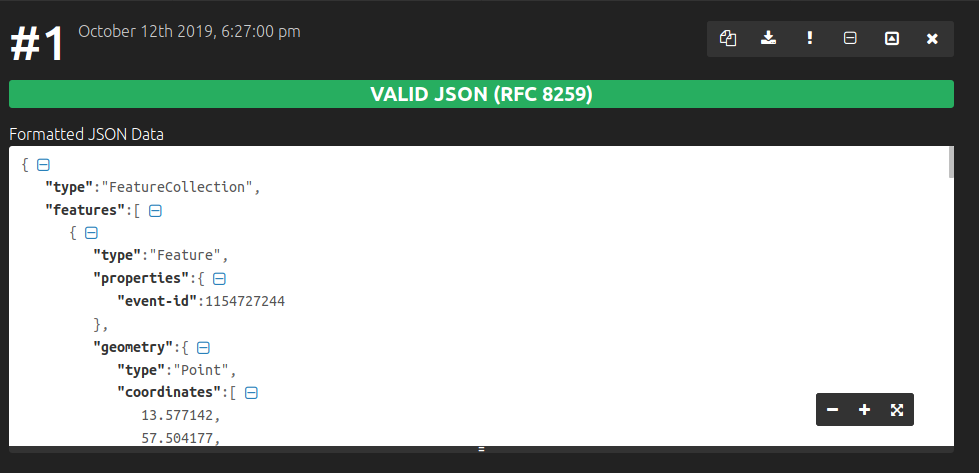 #1 October 12th 2019, 6:27:00 pm
VALID JSON (RFC 8259)
Formatted JSON Data
{
"type":"FeatureCollection",
"features":[
{
"type":"Feature",
"properties":{
"event-id":1154727244
},
"geometry":{
"type":"Point",
"coordinates":[
13.577142,
57.504177,